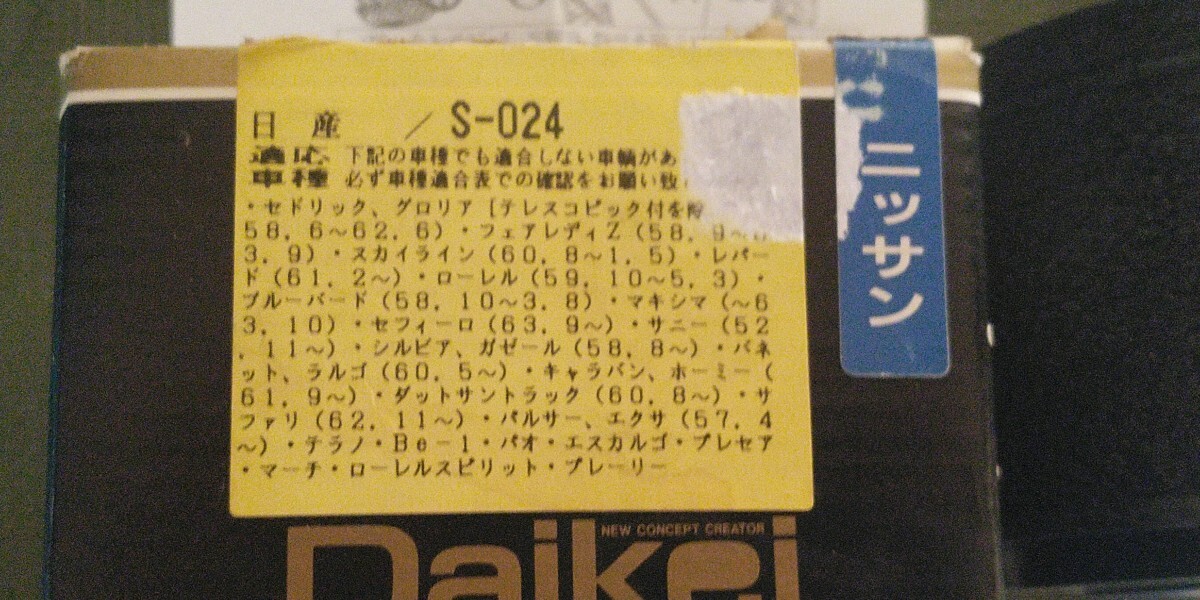 日産 / S-024
適応 下記の車種でも適合しない車輌があ
車種 必ず車種適合表での確認をお願い致
・セドリック、グロリア[テレスコピック付を
58.6~62.6)・フェアレディZ(58.9~
3.9)・スカイライン(60.8~1.5)・レパー
ド(61.2~)・ローレル(59.10~5.3)・
ブルーバード(58.10~3.8)・マキシマ(~6
3.10)・セフィーロ(63.9~)・サニー(52
.11~)・シルビア、ガゼール(58.8~)・バネ
ット、ラルゴ(60.5~)・キャラバン、ホーミー(
61.9~)・ダットサントラック(60.8~)・サ
ファリ(62.11~)・パルサー、エクサ(57.4
~)・テラノ・Be-1・パオ・エスカルゴ・プレセア
・マーチ・ローレルスピリット・プレーリー
ニッサン
NEW CONCEPT CREATOR
Daikei